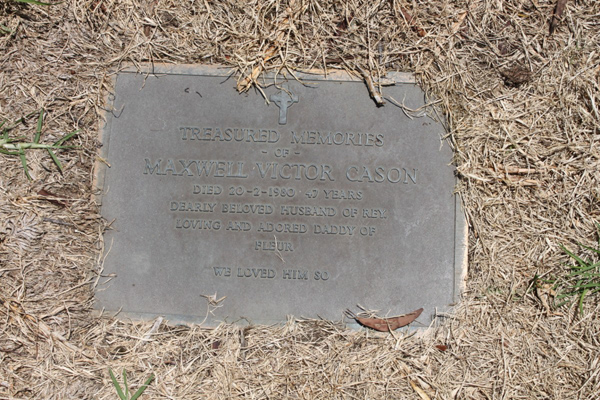 TREASURED MEMORIES
- OF -
MAXWELL VICTOR CASON
DIED 20-2-1980 47 YEARS
DEARLY BELOVED HUSBAND OF REY.
LOVING AND ADORED DADDY OF
FLEUR
WE LOVED HIM SO